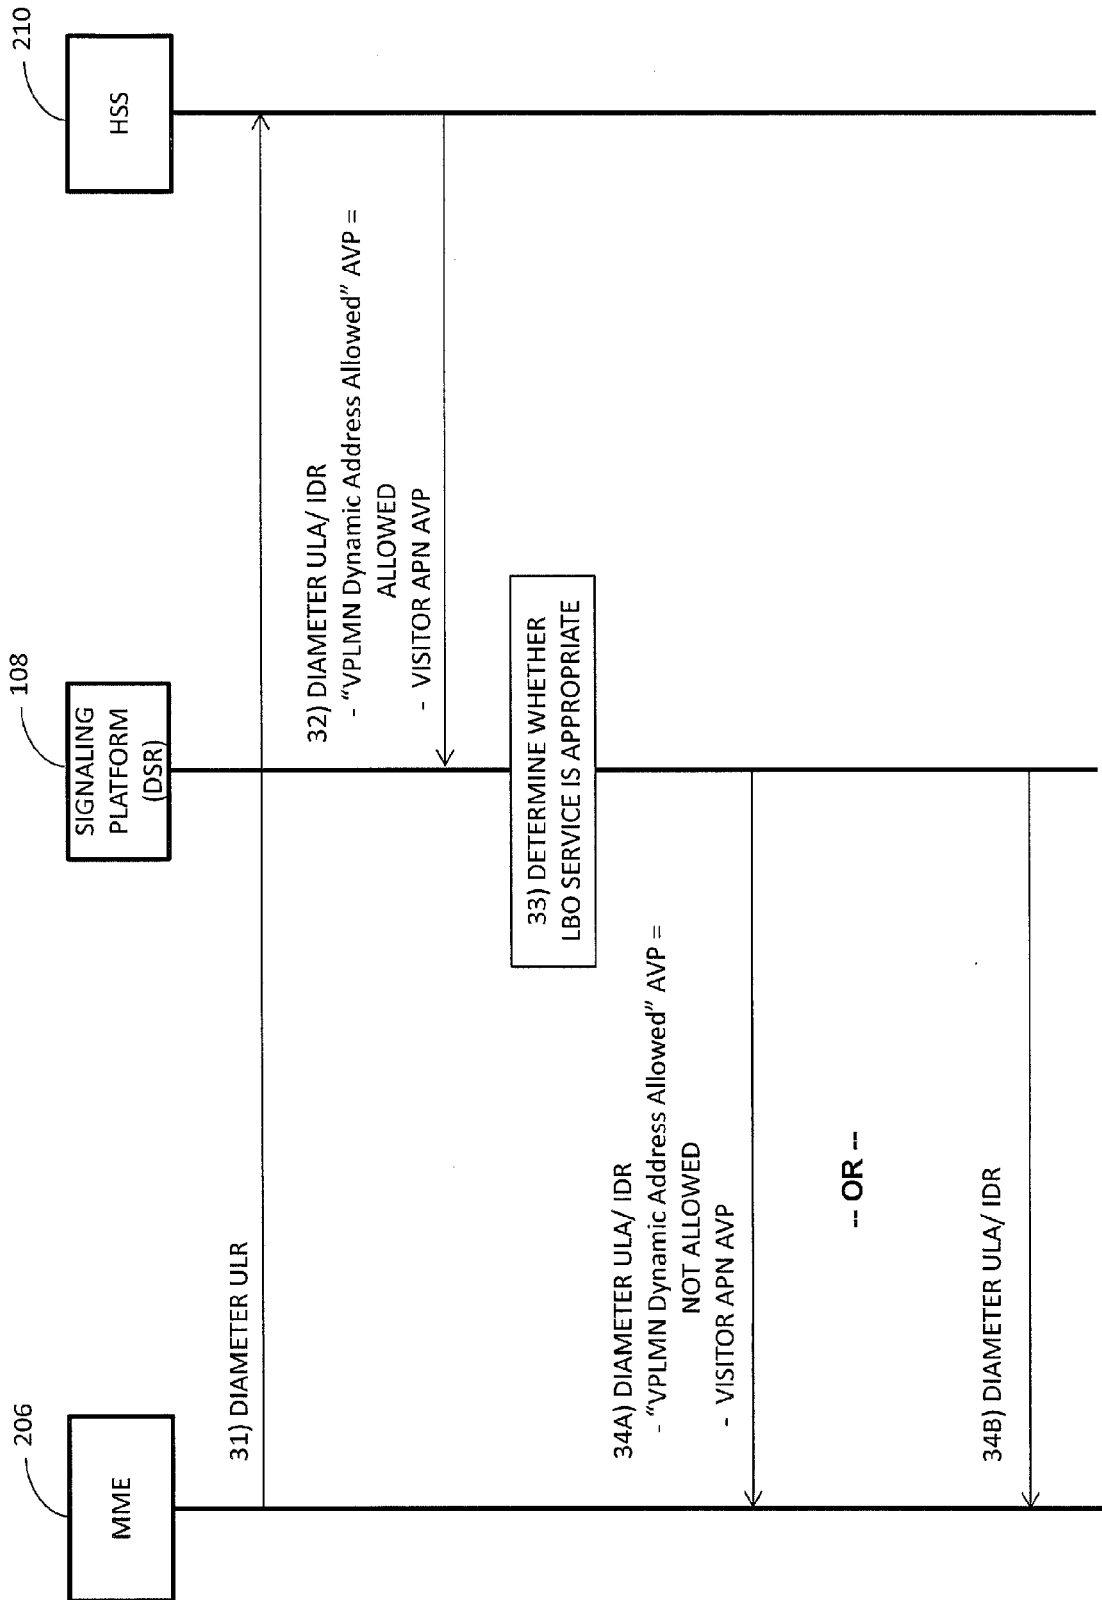 206
MME
108
SIGNALING
PLATFORM
(DSR)
210
HSS
31) DIAMETER ULR
32) DIAMETER ULA/ IDR
- “VPLMN Dynamic Address Allowed” AVP =
ALLOWED
- VISITOR APN AVP
33) DETERMINE WHETHER
LBO SERVICE IS APPROPRIATE
34A) DIAMETER ULA/ IDR
- “VPLMN Dynamic Address Allowed” AVP =
NOT ALLOWED
- VISITOR APN AVP
-- OR --
34B) DIAMETER ULA/ IDR